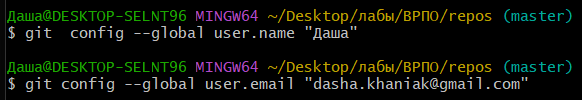 Даша@DESKTOP-SELNT96 MINGW64 ~/Desktop/лабы/ВРПО/repos (master)
$ git  config --global user.name "Даша"
Даша@DESKTOP-SELNT96 MINGW64 ~/Desktop/лабы/ВРПО/repos (master)
$ git config --global user.email "dasha.khaniak@gmail.com"